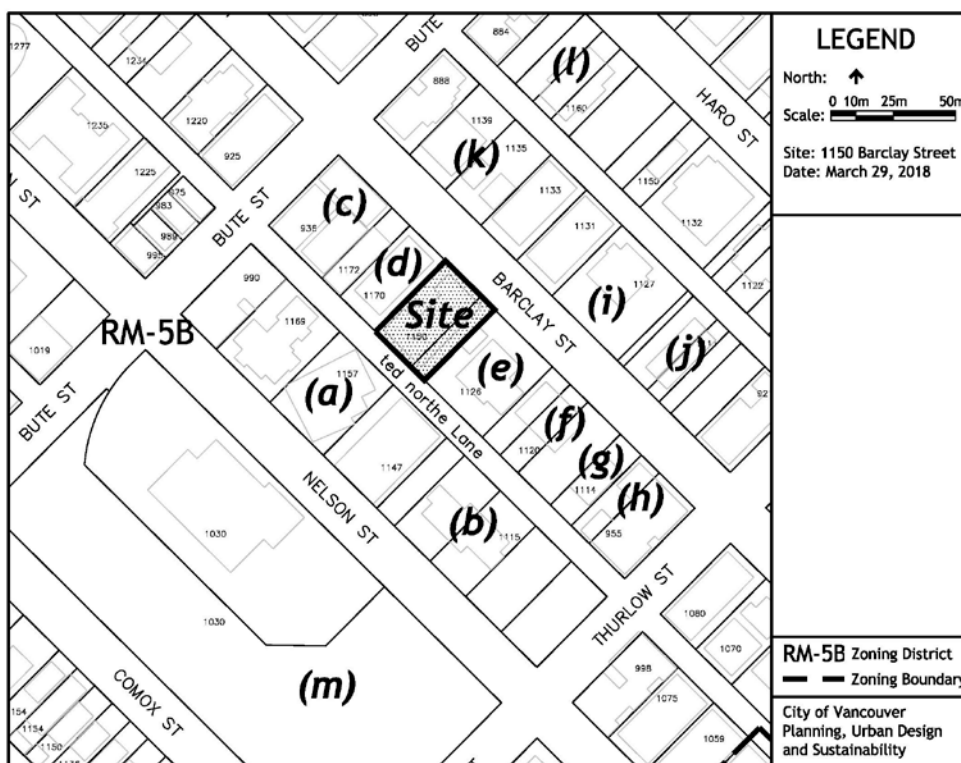 1277
1234
1235
1220
925
1225
975
983
989
995
BUTE ST
BUTE
884
888
(l)
1160
HARO ST
1139
(k)
1135
1133
1131
1150
1132
1122
(c)
938
1172
(d)
1170
Site
BARCLAY ST
(i)
1127
(j)
BUTE ST
990
1169
RM-5B
1019
1157
(a)
ted northe Lane
(e)
1126
(f)
1120
(g)
1114
(h)
955
1147
NELSON ST
(b)
1115
1030
1030
THURLOW ST
1080
1070
998
1075
1059
(m)
COMOX ST
1154
1150
LEGEND
North:
Scale: 0 10m 25m 50m
Site: 1150 Barclay Street
Date: March 29, 2018
RM-5B Zoning District
Zoning Boundary
City of Vancouver
Planning, Urban Design
and Sustainability